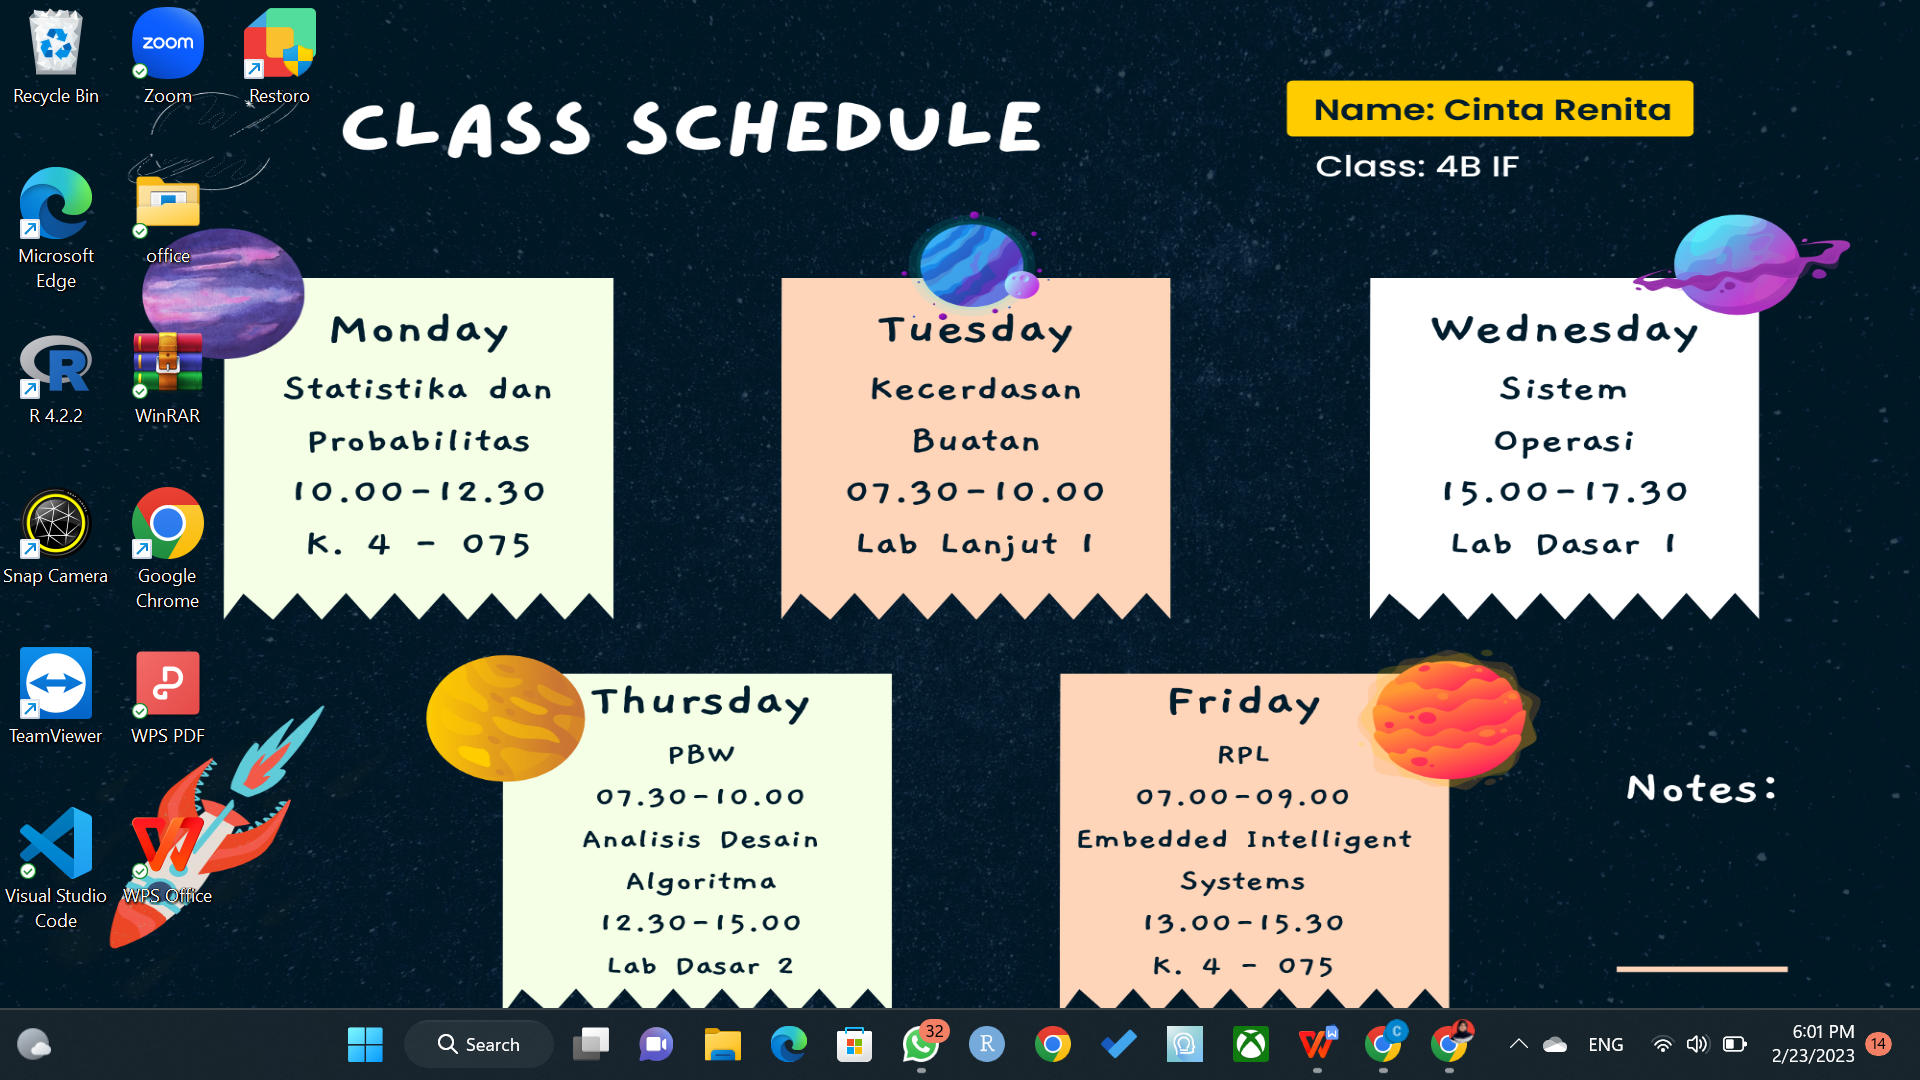 Recycle Bin
Zoom
Restoro
Microsoft
Edge
office
R 4.2.2
WinRAR
Snap Camera
Google
Chrome
TeamViewer
WPS PDF
Visual Studio
Code
WPS Office
zoom
CLASS SCHEDULE
Name: Cinta Renita
Class: 4B IF
Monday
Statistika dan
Probabilitas
10.00-12.30
K. 4 - 075
Tuesday
Kecerdasan
Buatan
07.30-10.00
Lab Lanjut 1
Wednesday
Sistem
Operasi
15.00-17.30
Lab Dasar 1
Thursday
PBW
07.30-10.00
Analisis Desain
Algoritma
12.30-15.00
Lab Dasar 2
Friday
RPL
07.00-09.00
Embedded Intelligent
Systems
13.00-15.30
K. 4 - 075
Notes:
Search
32
R
C
ENG
6:01 PM
2/23/2023
14